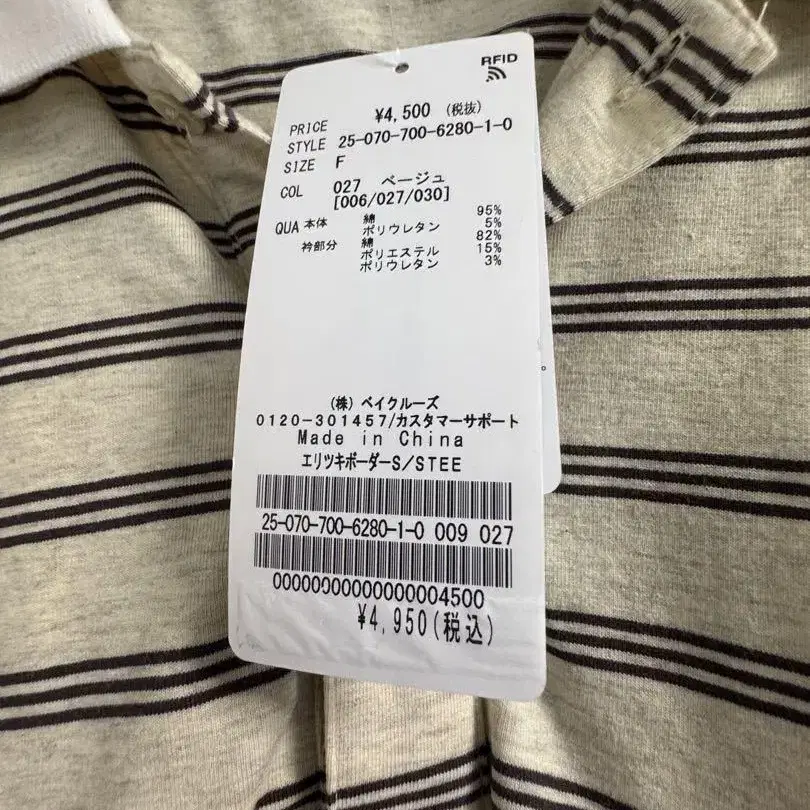 RFID
PRICE ¥4,500 (税抜)
STYLE 25-070-700-6280-1-0
SIZE F
COL 027 ベージュ
[006/027/030]
QUA 本体 綿 95%
ポリウレタン 5%
衿部分 綿 82%
ポリエステル 15%
ポリウレタン 3%
(株) ベイクルーズ
0120-301457/カスタマーサポート
Made in China
エリツキボーダーS/STEE
25-070-700-6280-1-0 009 027
00000000000000004500
¥4,950(税込)